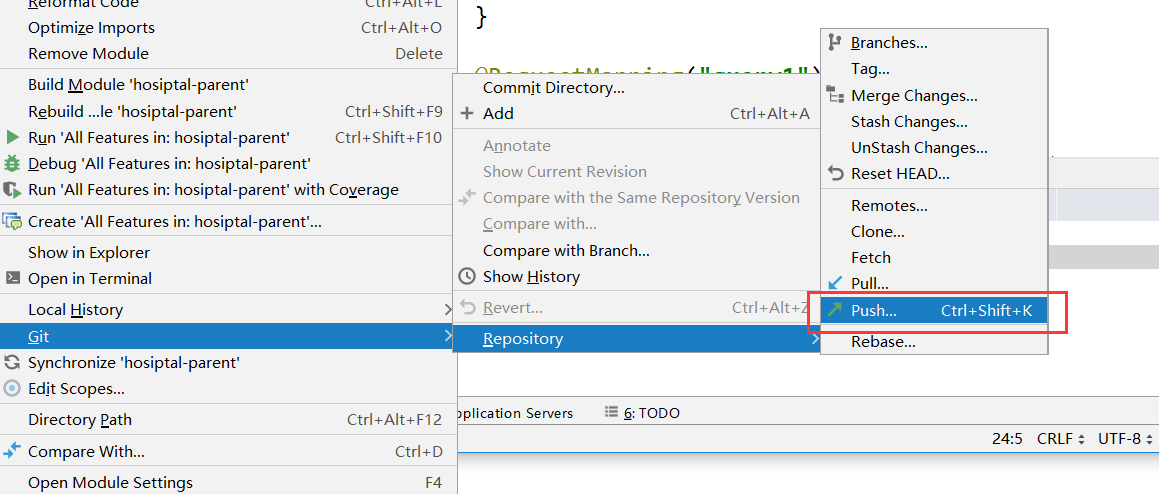 Reformat Code Ctrl+Alt+L
Optimize Imports Ctrl+Alt+O
Remove Module Delete
Build Module 'hosiptal-parent'
Rebuild ...le 'hosiptal-parent' Ctrl+Shift+F9
Run 'All Features in: hosiptal-parent' Ctrl+Shift+F10
Debug 'All Features in: hosiptal-parent'
Run 'All Features in: hosiptal-parent' with Coverage
Create 'All Features in: hosiptal-parent'...
Show in Explorer
Open in Terminal
Local History
Git
Synchronize 'hosiptal-parent'
Edit Scopes...
Directory Path Ctrl+Alt+F12
Compare With... Ctrl+D
Open Module Settings F4
}
@RequestMapping("query1")
Commit Directory...
Add Ctrl+Alt+A
Annotate
Show Current Revision
Compare with the Same Repository Version
Compare with...
Compare with Branch...
Show History
Revert... Ctrl+Alt+Z
Repository
Branches...
Tag...
Merge Changes...
Stash Changes...
UnStash Changes...
Reset HEAD...
Remotes...
Clone...
Fetch
Pull...
Push... Ctrl+Shift+K
Rebase...
pplication Servers 6: TODO
24:5 CRLF UTF-8